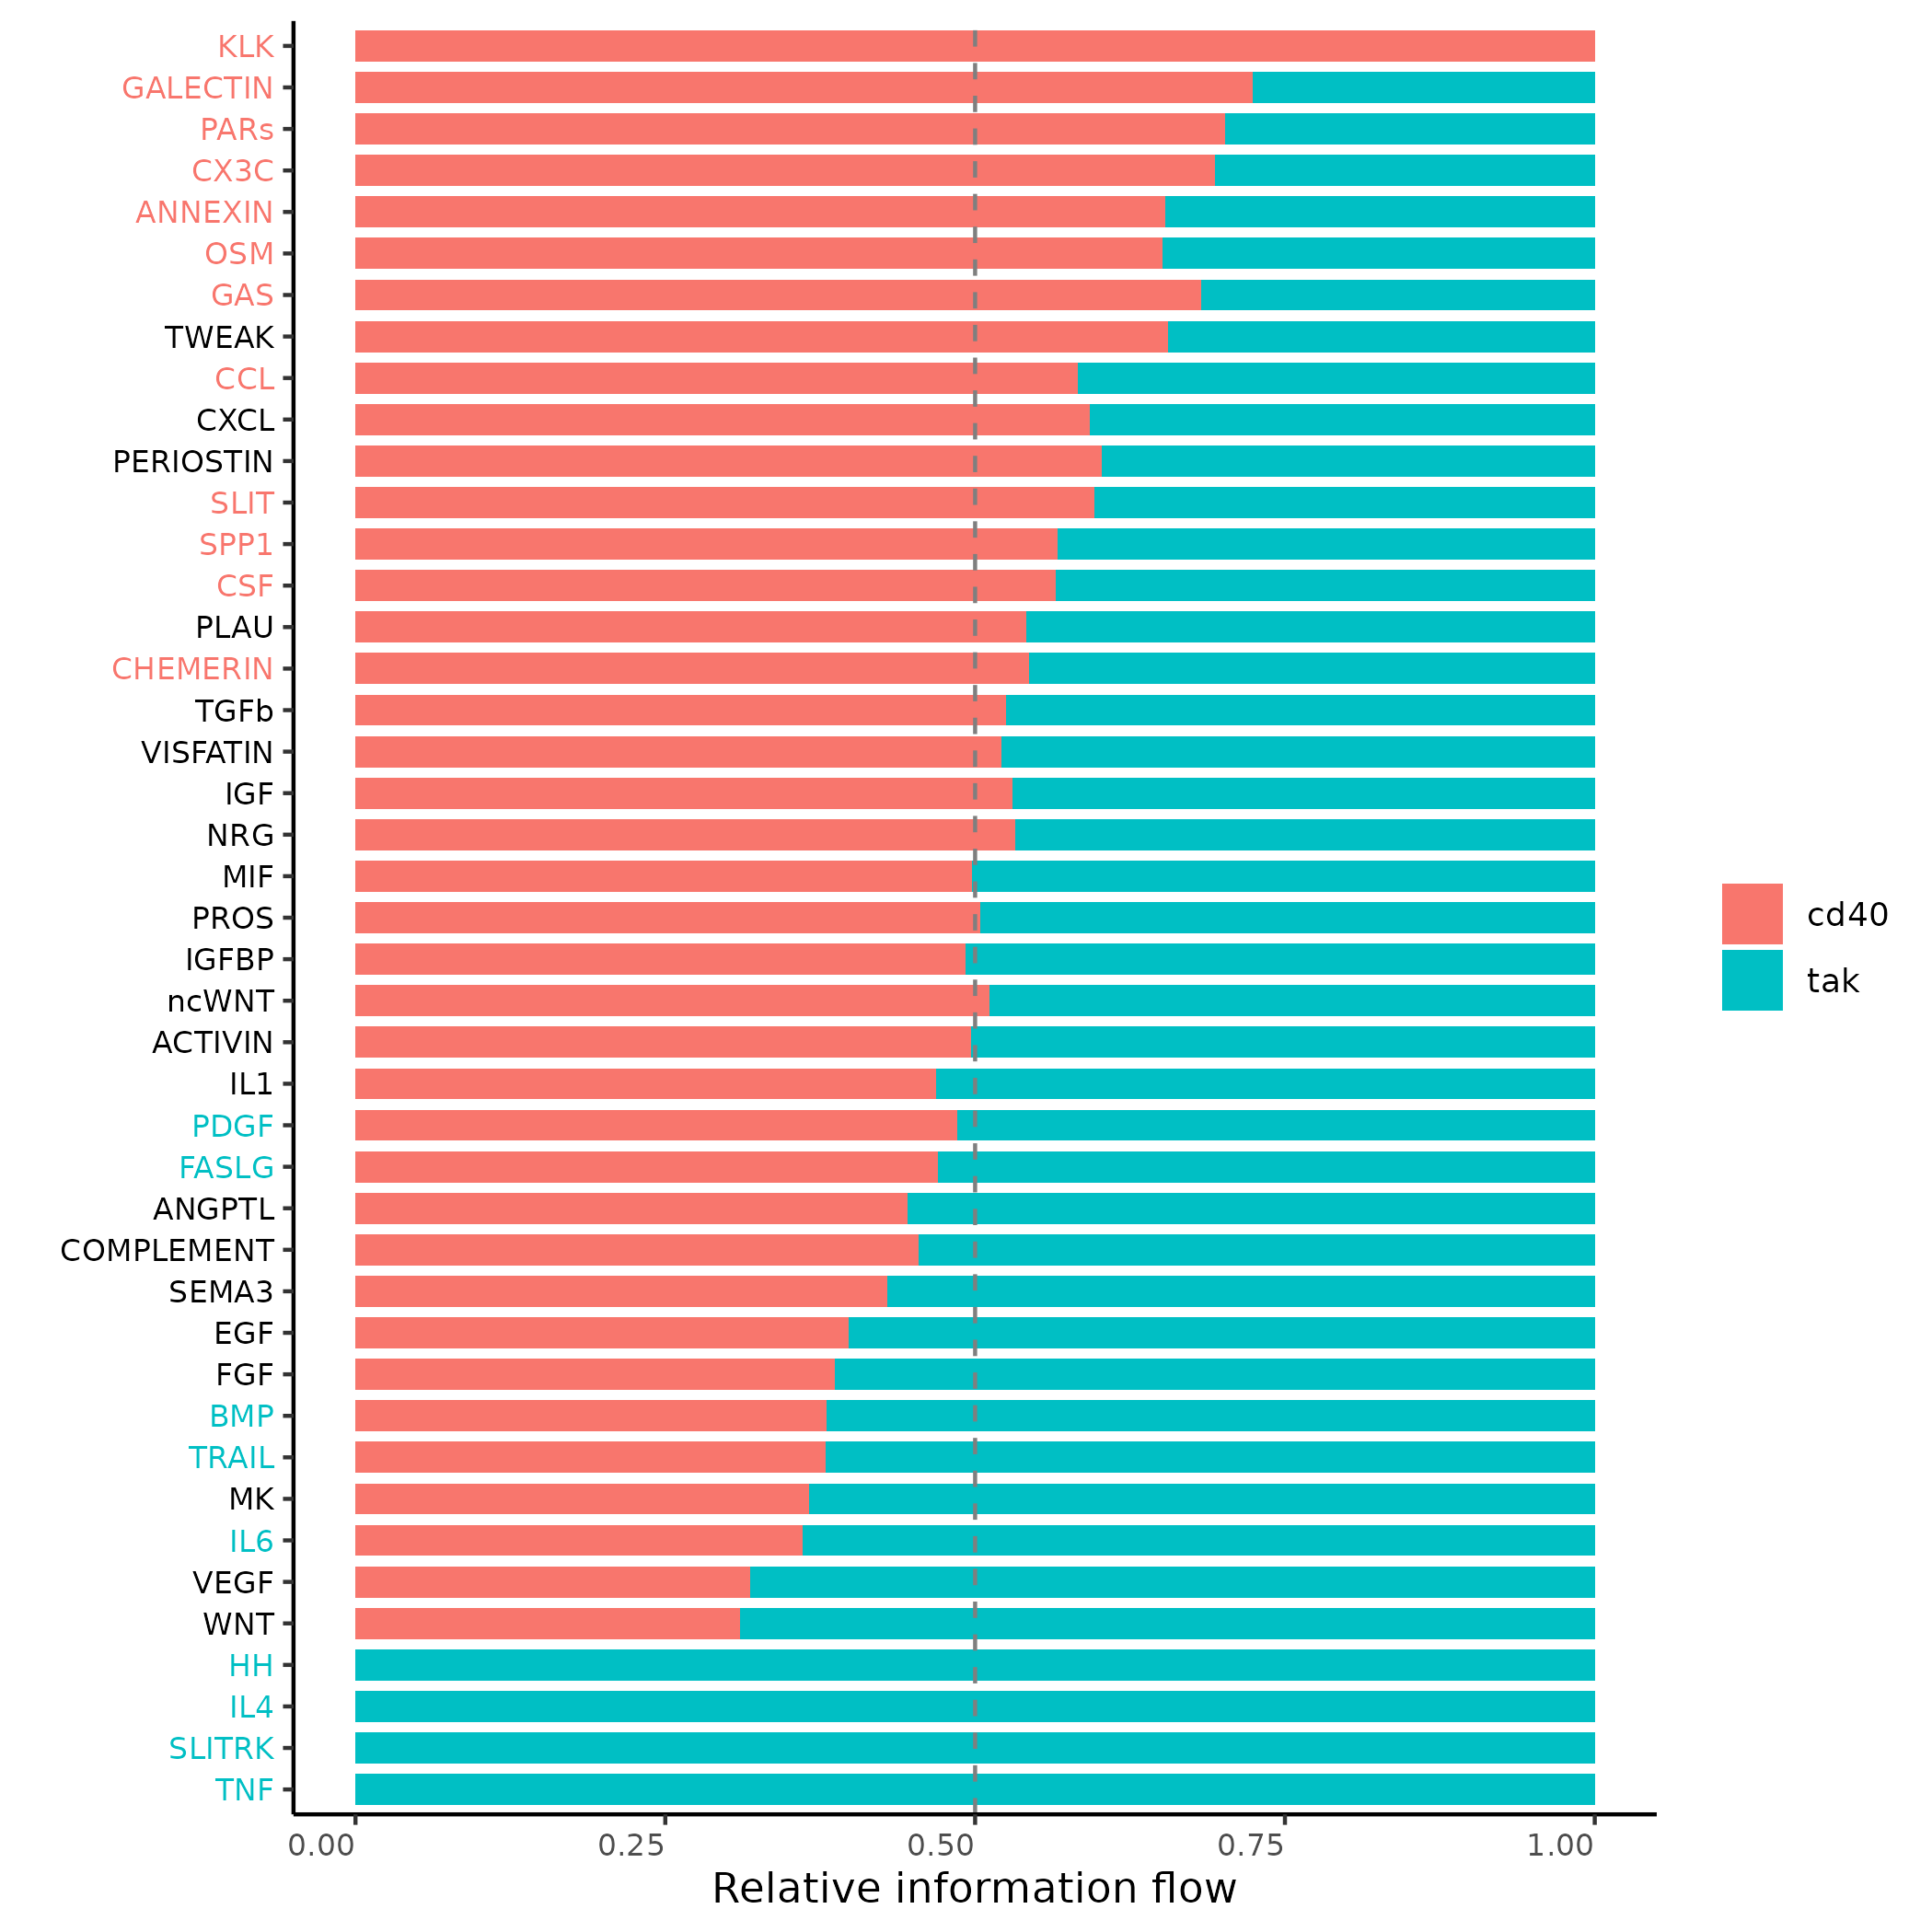 KLK
GALECTIN
PARs
CX3C
ANNEXIN
OSM
GAS
TWEAK
CCL
CXCL
PERIOSTIN
SLIT
SPP1
CSF
PLAU
CHEMERIN
TGFb
VISFATIN
IGF
NRG
MIF
PROS
IGFBP
ncWNT
ACTIVIN
IL1
PDGF
FASLG
ANGPTL
COMPLEMENT
SEMA3
EGF
FGF
BMP
TRAIL
MK
IL6
VEGF
WNT
HH
IL4
SLITRK
TNF
0.00 0.25 0.50 0.75 1.00
Relative information flow
cd40
tak